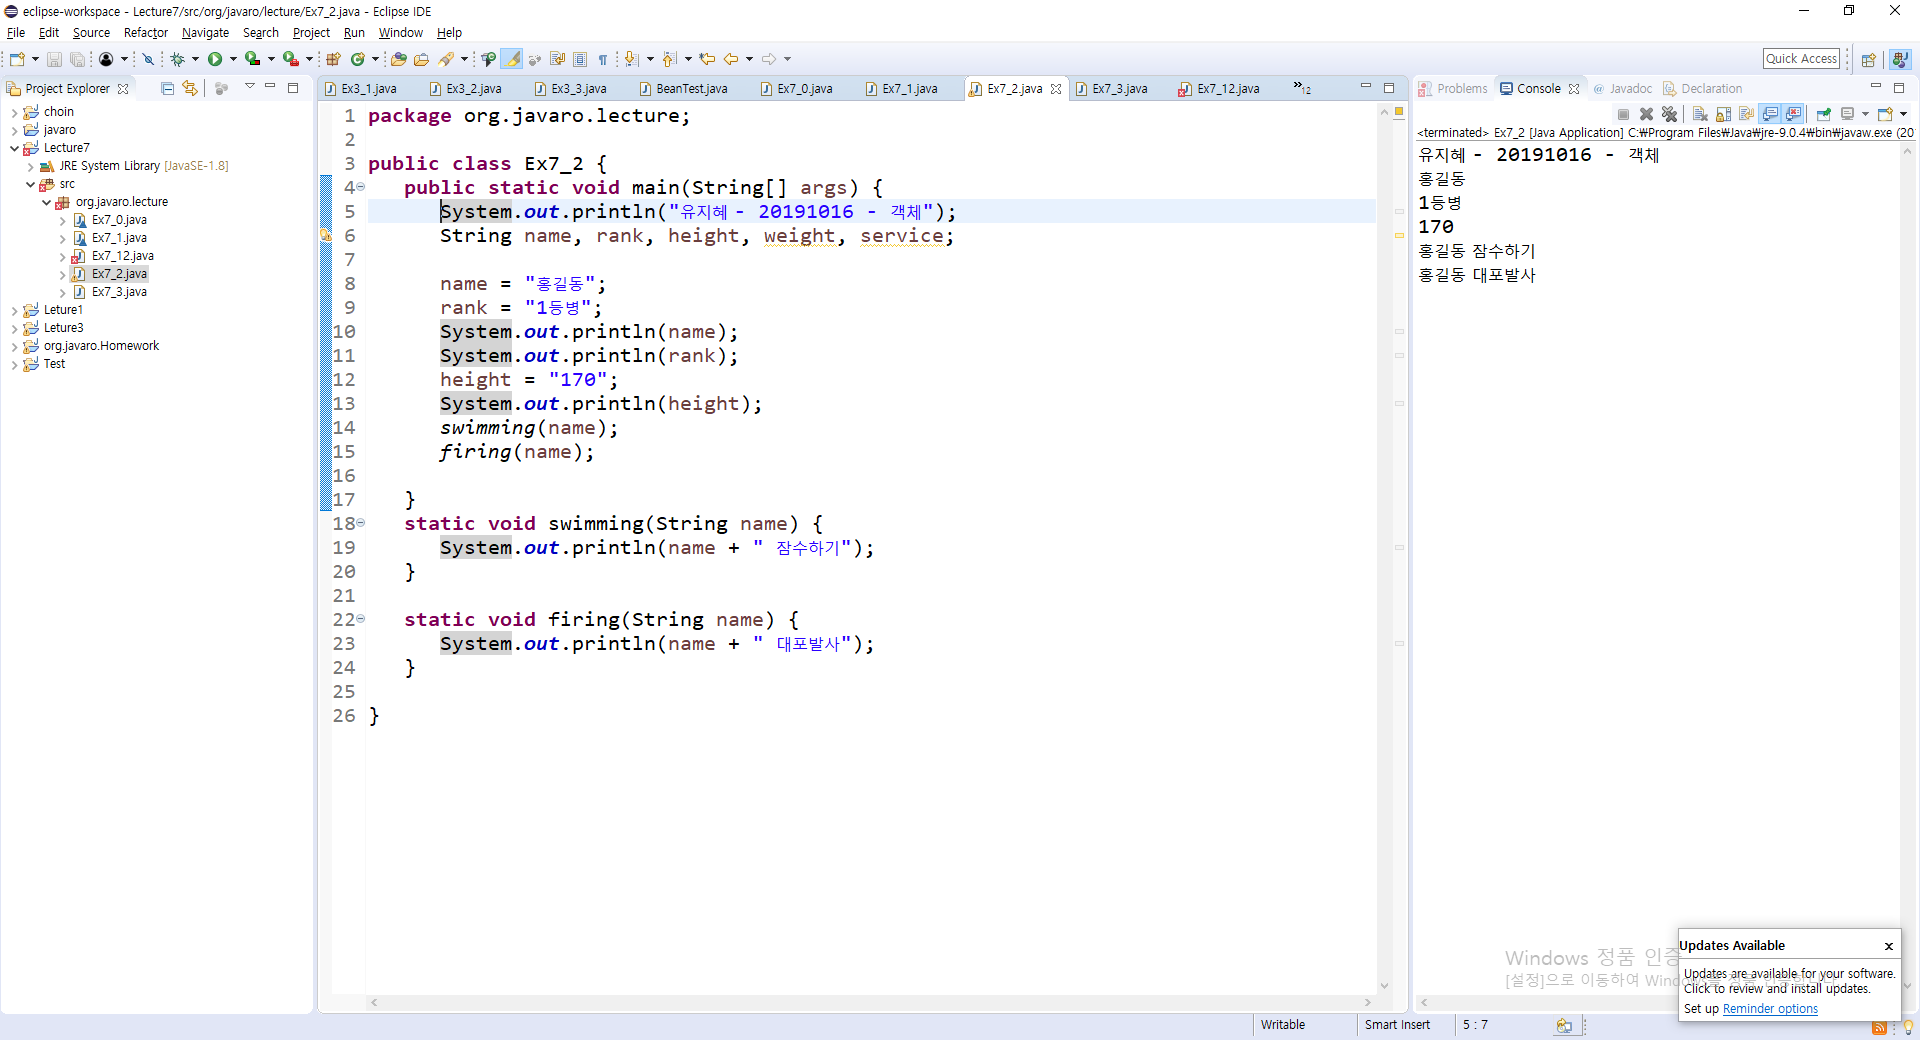 eclipse-workspace - Lecture7/src/org/javaro/lecture/Ex7_2.java - Eclipse IDE
File Edit Source Refactor Navigate Search Project Run Window Help
Quick Access
Project Explorer
choin
javaro
Lecture7
JRE System Library [JavaSE-1.8]
src
org.javaro.lecture
Ex7_0.java
Ex7_1.java
Ex7_12.java
Ex7_2.java
Ex7_3.java
Leture1
Leture3
org.javaro.Homework
Test
Ex3_1.java Ex3_2.java Ex3_3.java BeanTest.java Ex7_0.java Ex7_1.java Ex7_2.java Ex7_3.java Ex7_12.java »12
1 package org.javaro.lecture;
2
3 public class Ex7_2 {
4 public static void main(String[] args) {
5 System.out.println("유지혜 - 20191016 - 객체");
6 String name, rank, height, weight, service;
7
8 name = "홍길동";
9 rank = "1등병";
10 System.out.println(name);
11 System.out.println(rank);
12 height = "170";
13 System.out.println(height);
14 swimming(name);
15 firing(name);
16
17 }
18 static void swimming(String name) {
19 System.out.println(name + " 잠수하기");
20 }
21
22 static void firing(String name) {
23 System.out.println(name + " 대포발사");
24 }
25
26 }
Problems Console @ Javadoc Declaration
<terminated> Ex7_2 [Java Application] C:₩Program Files₩Java₩jre-9.0.4₩bin₩javaw.exe (20
유지혜 - 20191016 - 객체
홍길동
1등병
170
홍길동 잠수하기
홍길동 대포발사
Windows 정품 인증
[설정]으로 이동하여
Updates Available
Updates are available for your software.
Click to review and install updates.
Set up Reminder options
Writable Smart Insert 5 : 7